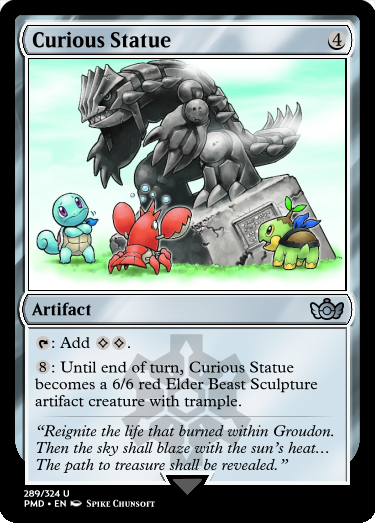 Curious Statue 4
Artifact
: Add .
8: Until end of turn, Curious Statue
becomes a 6/6 red Elder Beast Sculpture
artifact creature with trample.
“Reignite the life that burned within Groudon.
Then the sky shall blaze with the sun’s heat…
The path to treasure shall be revealed.”
289/324 U
PMD • EN Spike Chunsoft